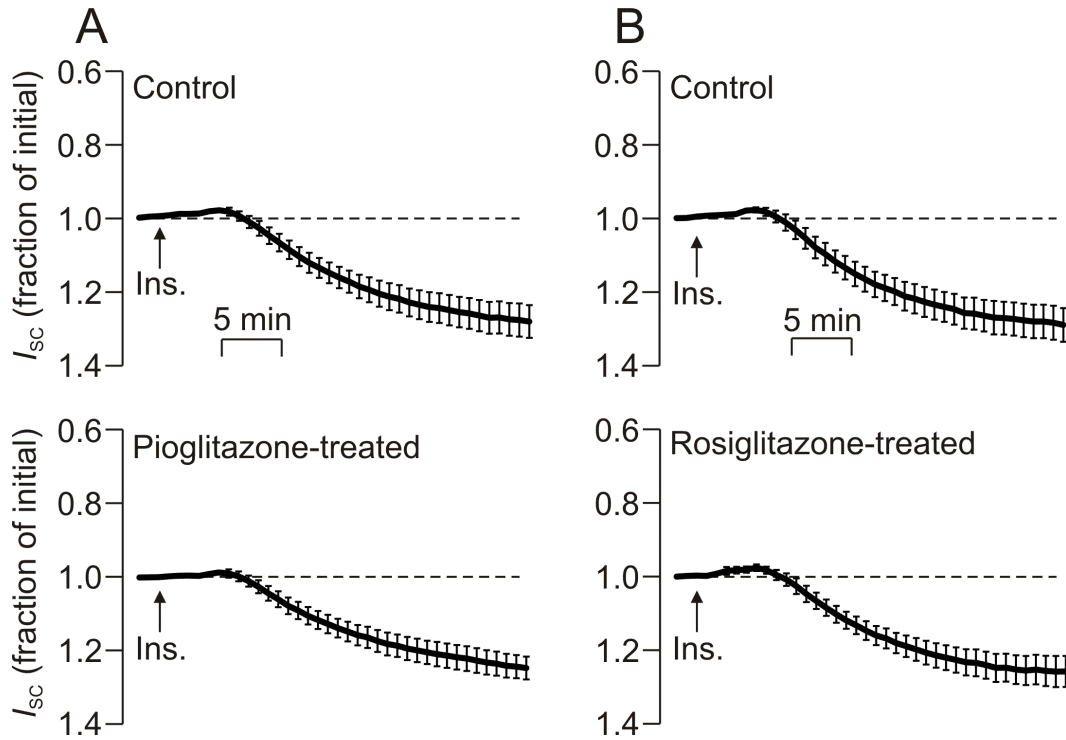 A
B
I_SC (fraction of initial)
0.6
0.8
1.0
1.2
1.4
Control
Ins.
5 min
0.6
0.8
1.0
1.2
1.4
Control
Ins.
5 min
I_SC (fraction of initial)
0.6
0.8
1.0
1.2
1.4
Pioglitazone-treated
Ins.
0.6
0.8
1.0
1.2
1.4
Rosiglitazone-treated
Ins.